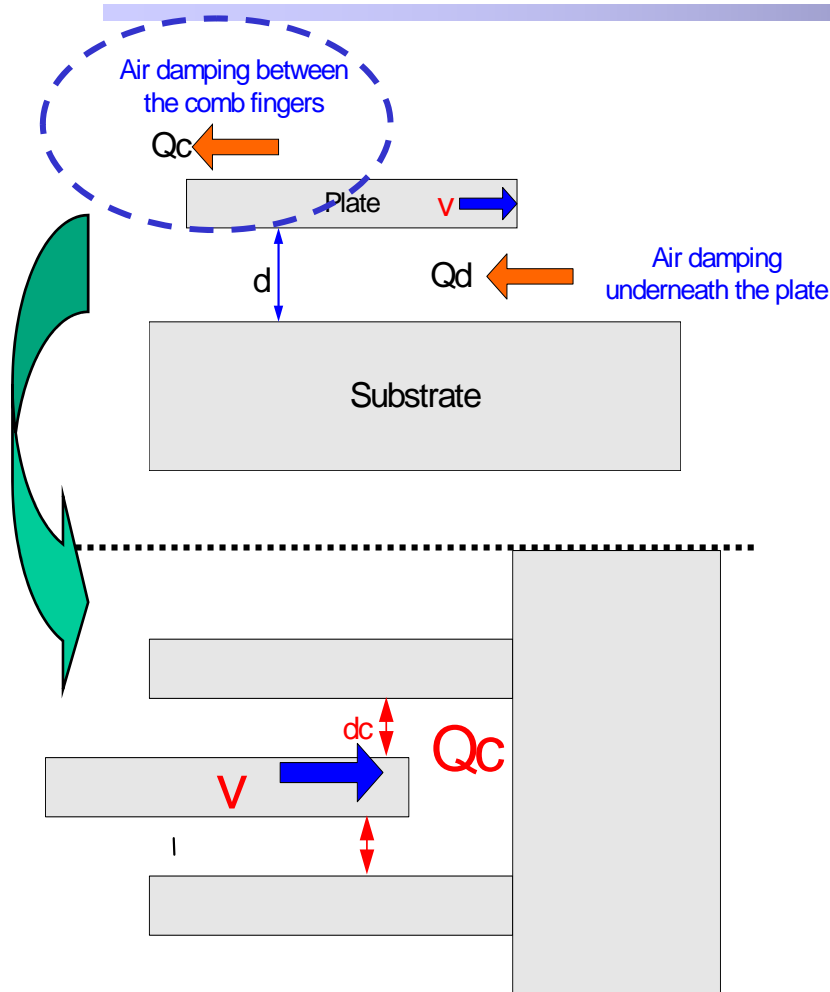 Air damping between
the comb fingers
Qc
Plate
v
d
Qd
Air damping
underneath the plate
Substrate
dc
Qc
v
l